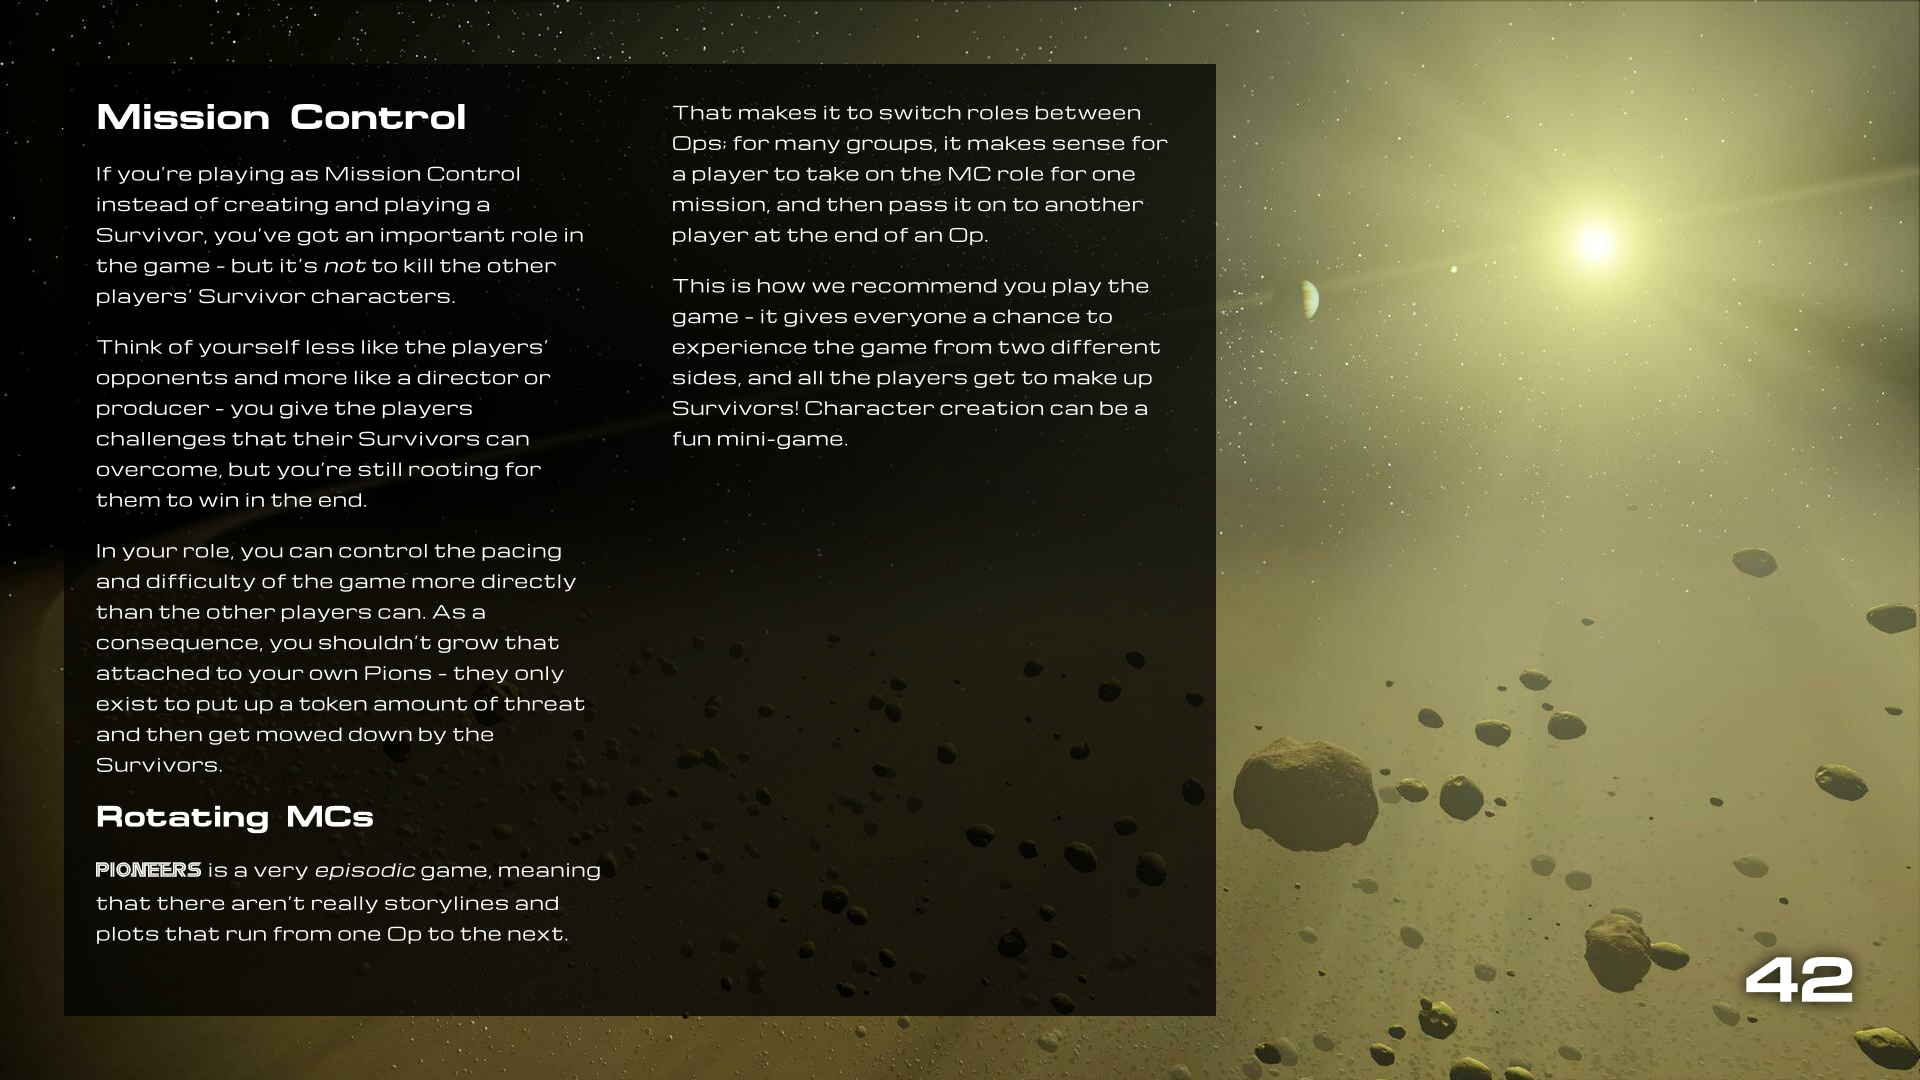 Mission Control
If you're playing as Mission Control
instead of creating and playing a
Survivor, you've got an important role in
the game - but it's not to kill the other
players' Survivor characters.
Think of yourself less like the players'
opponents and more like a director or
producer - you give the players
challenges that their Survivors can
overcome, but you're still rooting for
them to win in the end.
In your role, you can control the pacing
and difficulty of the game more directly
than the other players can. As a
consequence, you shouldn't grow that
attached to your own Pions - they only
exist to put up a token amount of threat
and then get mowed down by the
Survivors.
Rotating MCs
PIONEERS is a very episodic game, meaning
that there aren't really storylines and
plots that run from one Op to the next.
That makes it to switch roles between
Ops; for many groups, it makes sense for
a player to take on the MC role for one
mission, and then pass it on to another
player at the end of an Op.
This is how we recommend you play the
game - it gives everyone a chance to
experience the game from two different
sides, and all the players get to make up
Survivors! Character creation can be a
fun mini-game.
42